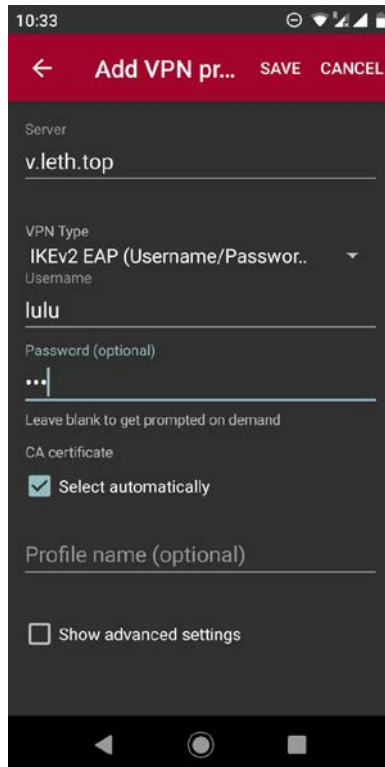 10:33
Add VPN pr... SAVE CANCEL
Server
v.leth.top
VPN Type
IKEv2 EAP (Username/Passwor..
Username
lulu
Password (optional)
•••
Leave blank to get prompted on demand
CA certificate
Select automatically
Profile name (optional)
Show advanced settings